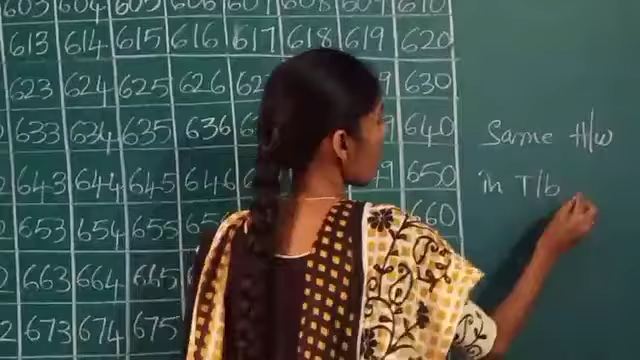 603 604 605 606 607 608 609 610
613 614 615 616 617 618 619 620
623 624 625 626 630
633 634 635 636 640
643 644 645 646 650
653 654 655 660
663 664 665
673 674 675
Same H/w
in T/b